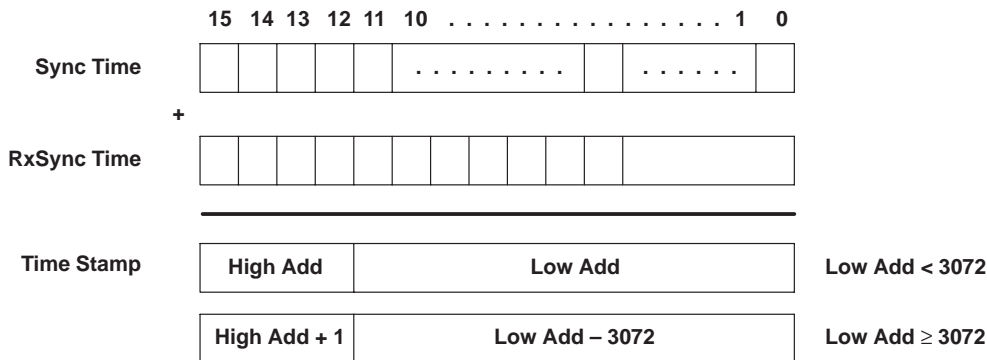 15 14 13 12 11 10 . . . . . . . . . . . . . . . . . 1 0
Sync Time . . . . . . . . . . . . . . .
+
RxSync Time
Time Stamp High Add Low Add Low Add < 3072
High Add + 1 Low Add – 3072 Low Add ≥ 3072